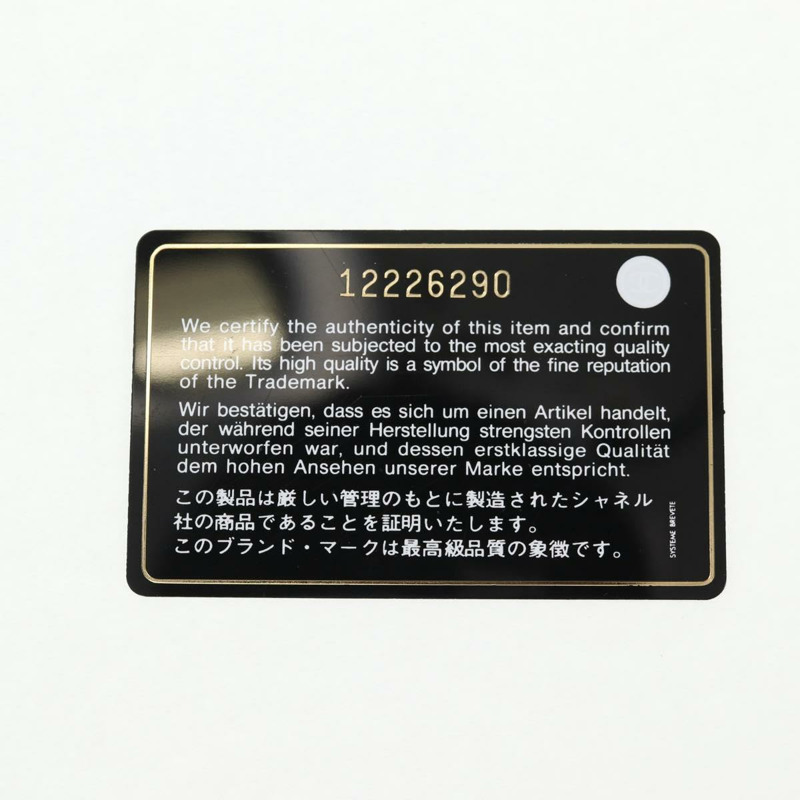 12226290
We certify the authenticity of this item and confirm
that it has been subjected to the most exacting quality
control. Its high quality is a symbol of the fine reputation
of the Trademark.
Wir bestätigen, dass es sich um einen Artikel handelt,
der während seiner Herstellung strengsten Kontrollen
unterworfen war, und dessen erstklassige Qualität
dem hohen Ansehen unserer Marke entspricht.
この製品は厳しい管理のもとに製造されたシャネル
社の商品であることを証明いたします。
このブランド・マークは最高級品質の象徴です。
SYSTEME BREVETE